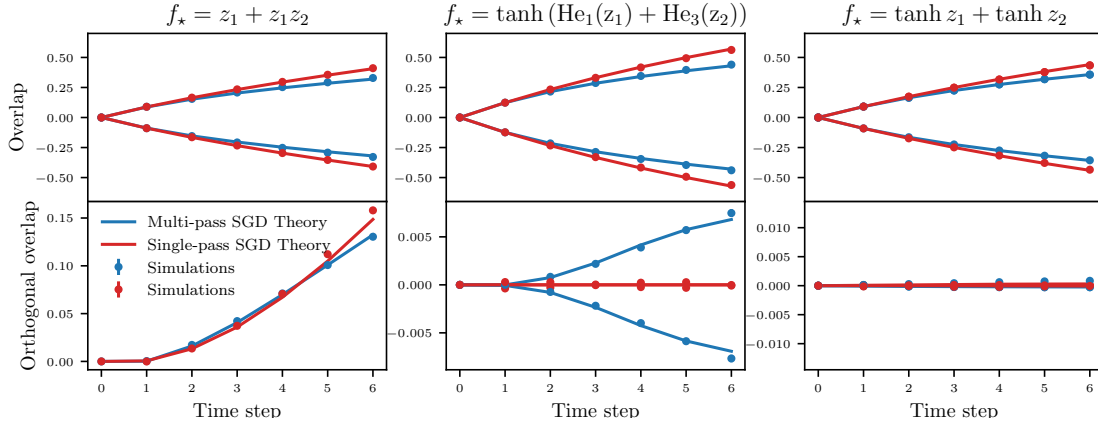 f⋆ = z1 + z1z2
f⋆ = tanh (He1(z1) + He3(z2))
f⋆ = tanh z1 + tanh z2
Overlap
0.50
0.25
0.00
−0.25
−0.50
0.50
0.25
0.00
−0.25
−0.50
0.50
0.25
0.00
−0.25
−0.50
Orthogonal overlap
0.15
0.10
0.05
0.00
Multi-pass SGD Theory
Single-pass SGD Theory
Simulations
Simulations
0.005
0.000
−0.005
0.010
0.005
0.000
−0.005
−0.010
0 1 2 3 4 5 6
0 1 2 3 4 5 6
0 1 2 3 4 5 6
Time step
Time step
Time step